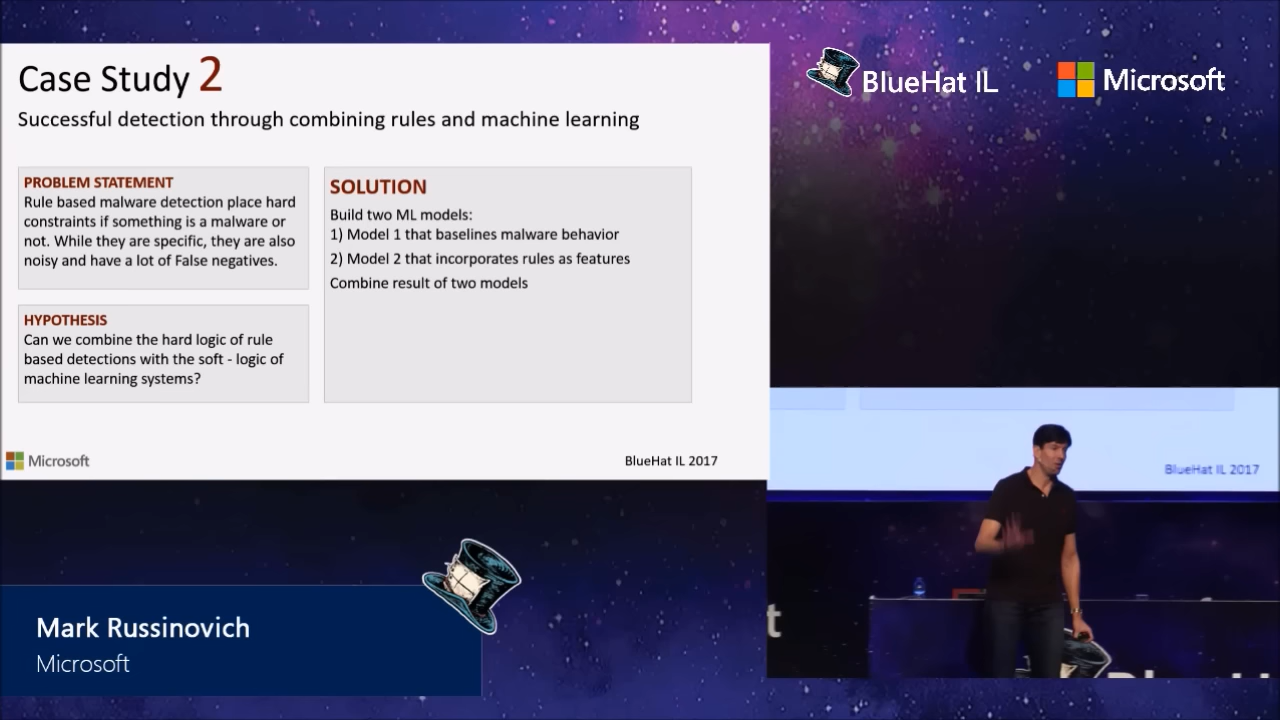 Case Study 2
Successful detection through combining rules and machine learning
PROBLEM STATEMENT
Rule based malware detection place hard
constraints if something is a malware or
not. While they are specific, they are also
noisy and have a lot of False negatives.
HYPOTHESIS
Can we combine the hard logic of rule
based detections with the soft - logic of
machine learning systems?
SOLUTION
Build two ML models:
1) Model 1 that baselines malware behavior
2) Model 2 that incorporates rules as features
Combine result of two models
Microsoft
BlueHat IL 2017
BlueHat IL
Microsoft
BlueHat IL 2017
Mark Russinovich
Microsoft